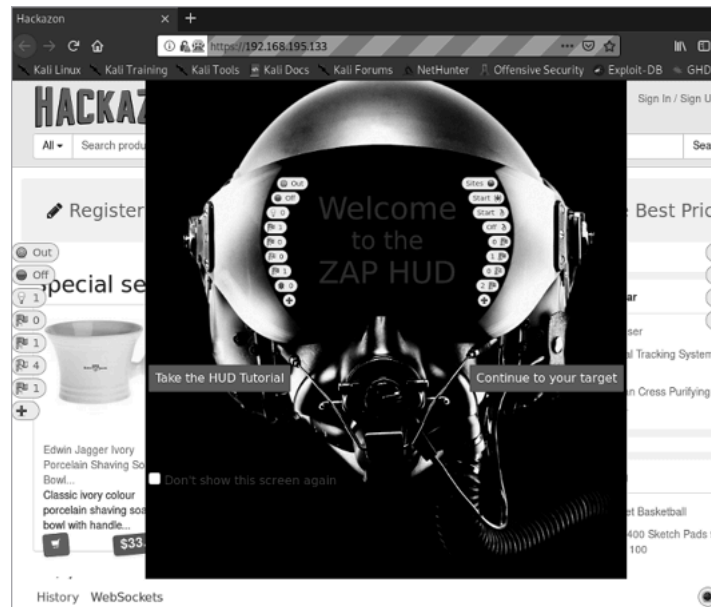 Hackazon
https://192.168.195.133
Kali Linux Kali Training Kali Tools Kali Docs Kali Forums NetHunter Offensive Security Exploit-DB GHD
HACKAZ
Sign In / Sign U
All Search produ
Sea
Register
e Best Pric
Out
Off
1
0
1
4
1
Special se
Welcome
to the
ZAP HUD
Out
Off
0
1
0
0
1
0
Sites
Start
Start
Off
0
1
0
2
Take the HUD Tutorial
Continue to your target
Don't show this screen again
ar
ser
al Tracking System
n Cress Purifying
et Basketball
400 Sketch Pads
100
Edwin Jagger Ivory
Porcelain Shaving So
Bowl...
Classic ivory colour
porcelain shaving soa
bowl with handle...
$33.
History WebSockets